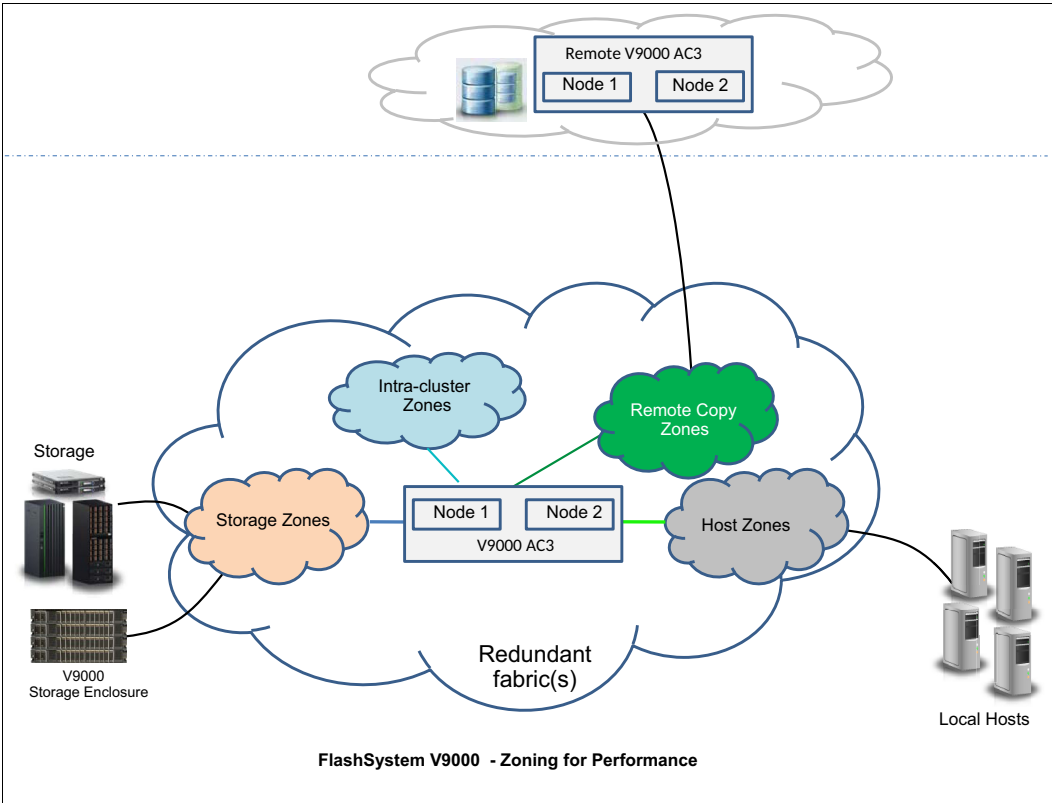 Remote V9000 AC3
Node 1
Node 2
Intra-cluster
Zones
Remote Copy
Zones
Storage
Storage Zones
Node 1
Node 2
V9000 AC3
Host Zones
V9000
Storage Enclosure
Redundant
fabric(s)
Local Hosts
FlashSystem V9000 - Zoning for Performance